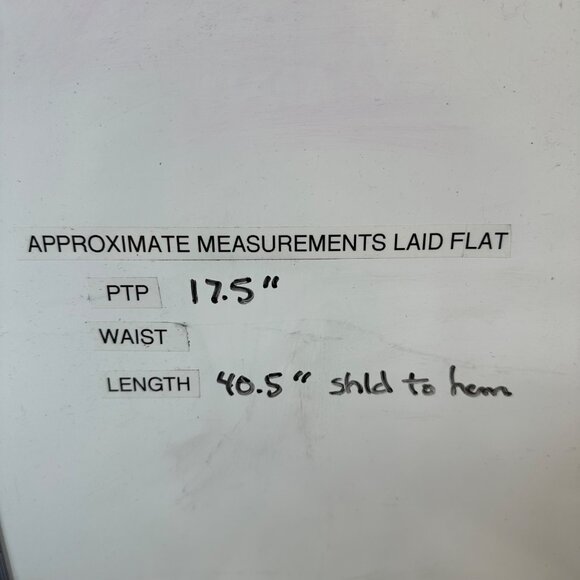 APPROXIMATE MEASUREMENTS LAID FLAT
PTP 17.5"
WAIST
LENGTH 40.5" shld to hem